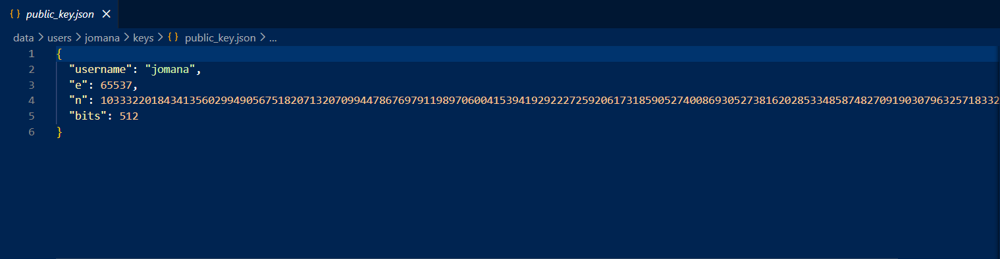 {} public_key.json ×
data > users > jomana > keys > {} public_key.json > ...
1 {
2 "username": "jomana",
3 "e": 65537,
4 "n": 1033322018434135602994905675182071320709944786769791198970600415394192922272592061731859052740086930527381620285334858748270919030796325718332
5 "bits": 512
6 }